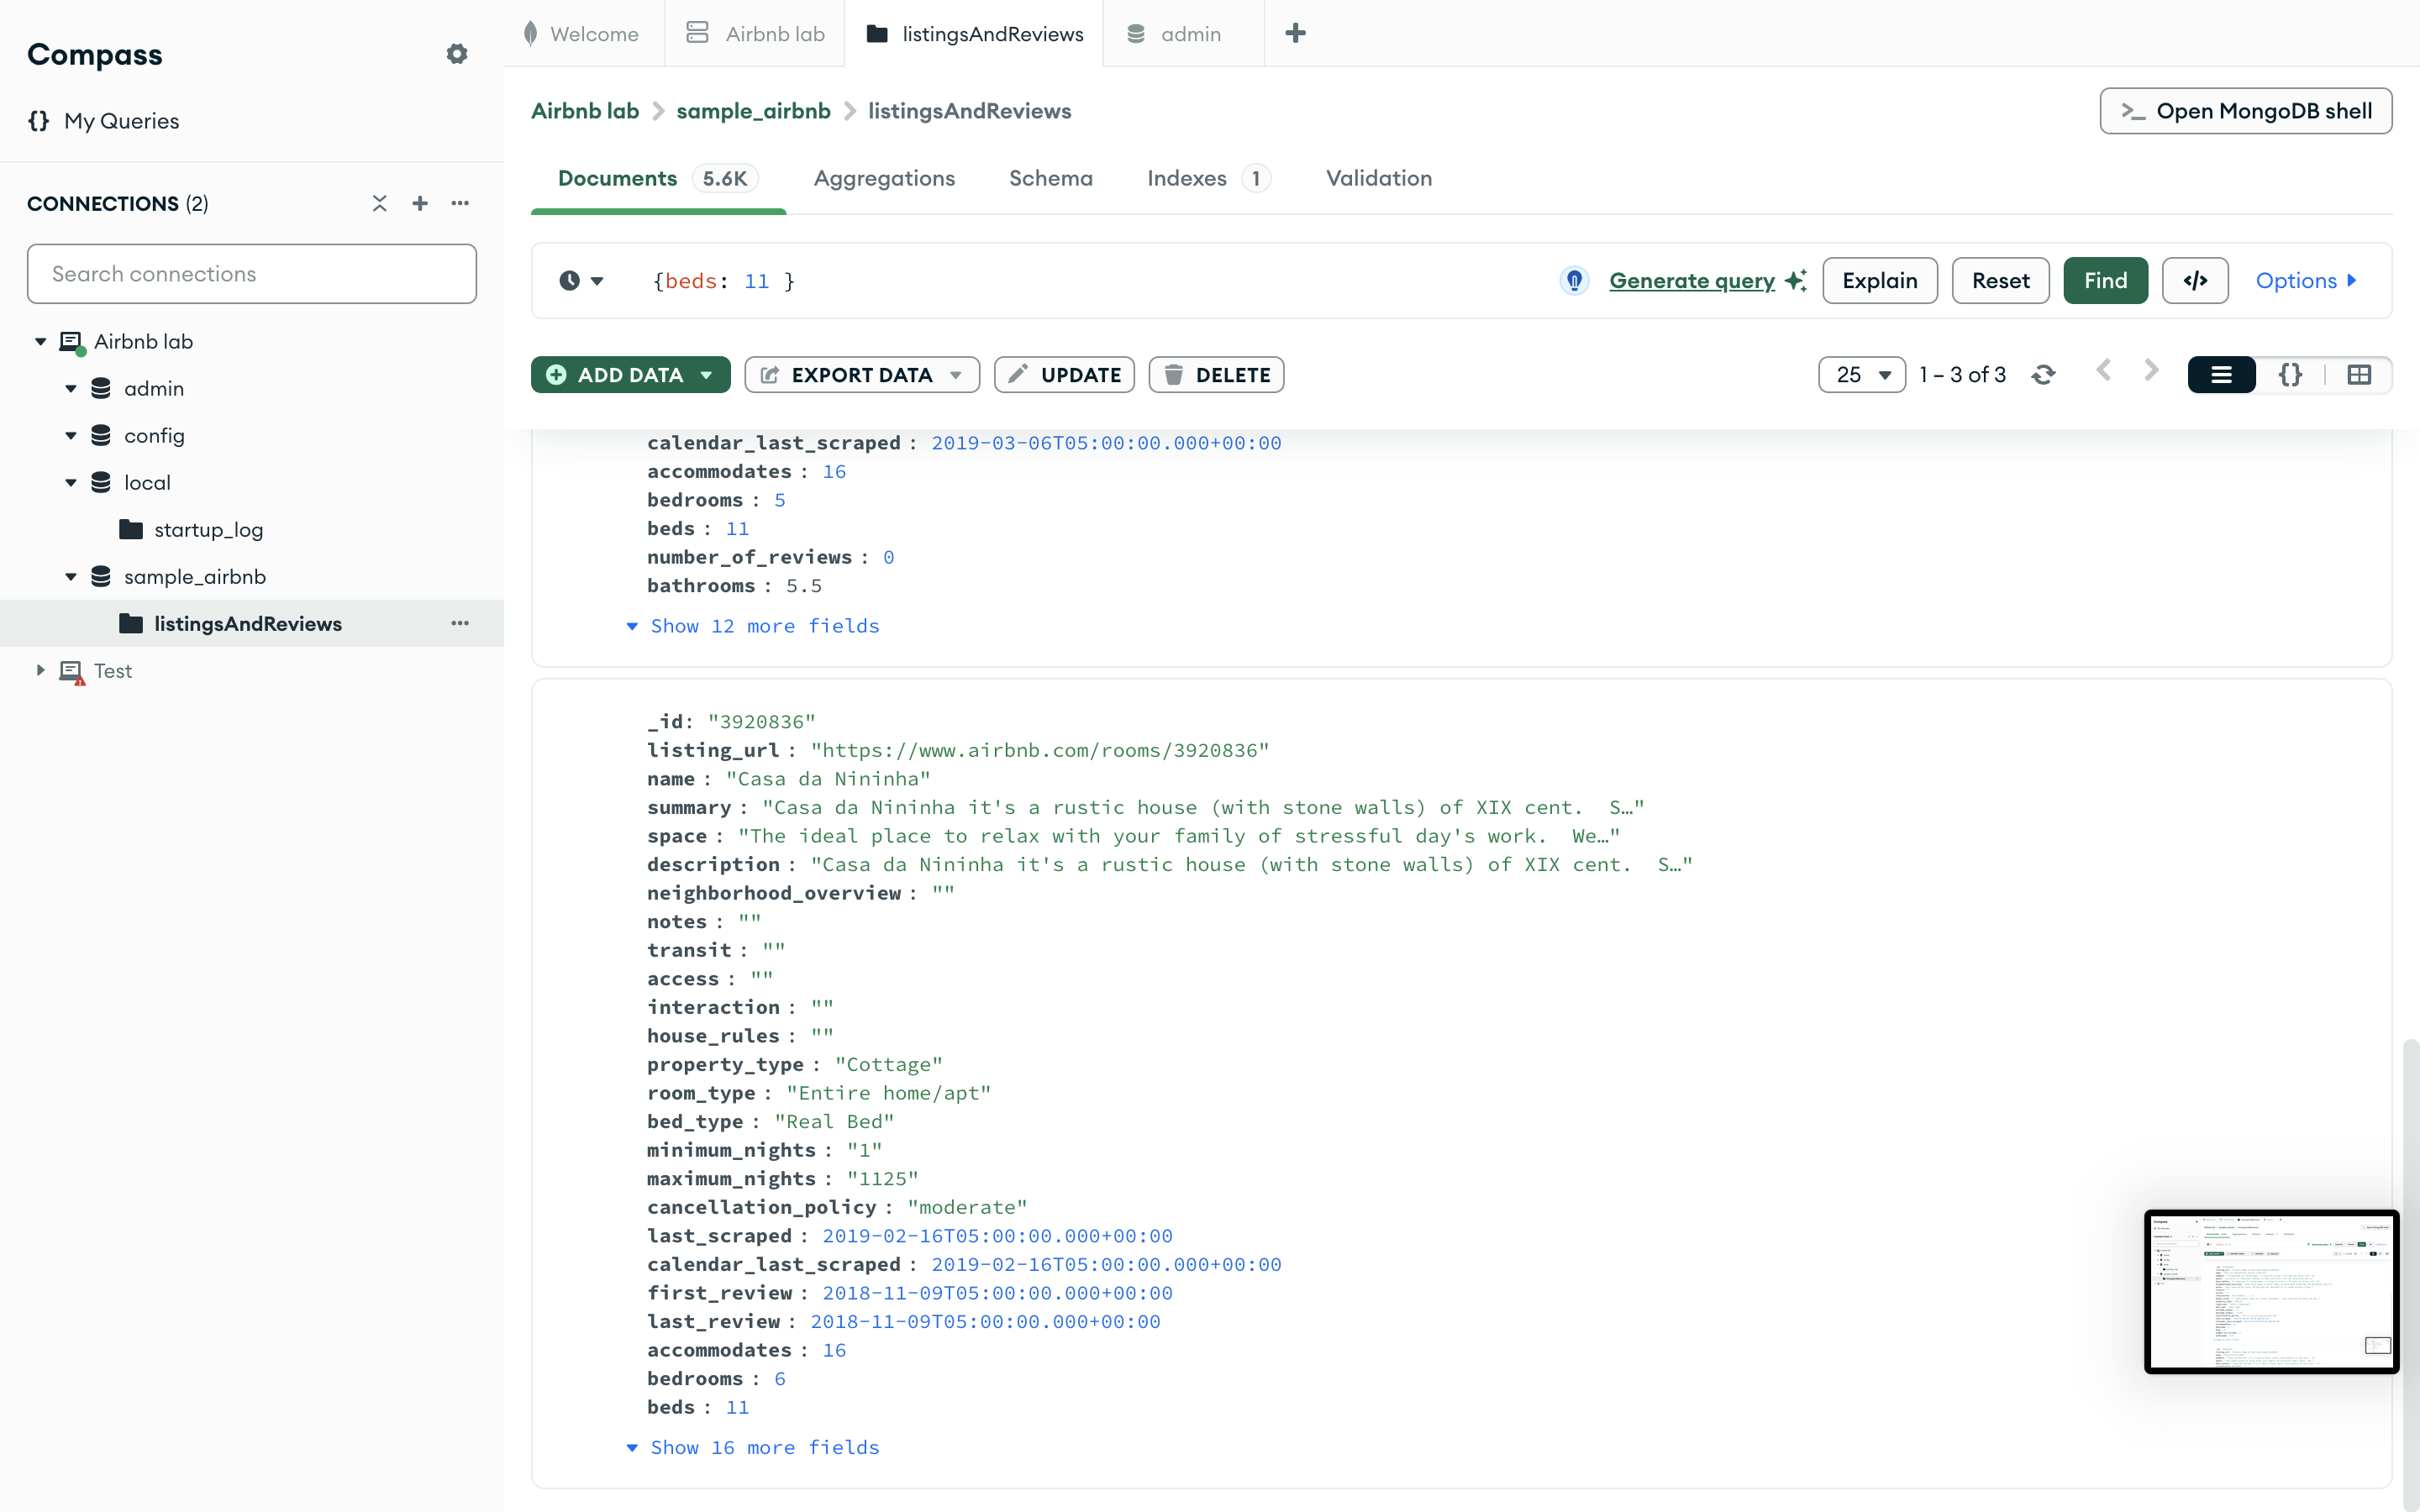 Compass
My Queries
CONNECTIONS (2)
Search connections
Airbnb lab
admin
config
local
startup_log
sample_airbnb
listingsAndReviews
Test
Welcome
Airbnb lab
listingsAndReviews
admin
Airbnb lab > sample_airbnb > listingsAndReviews
>_ Open MongoDB shell
Documents 5.6K Aggregations Schema Indexes 1 Validation
{beds: 11 }
Generate query Explain Reset Find </> Options
ADD DATA EXPORT DATA UPDATE DELETE 25 1 – 3 of 3 {}
calendar_last_scraped : 2019-03-06T05:00:00.000+00:00
accommodates : 16
bedrooms : 5
beds : 11
number_of_reviews : 0
bathrooms : 5.5
Show 12 more fields
_id: "3920836"
listing_url : "https://www.airbnb.com/rooms/3920836"
name : "Casa da Nininha"
summary : "Casa da Nininha it's a rustic house (with stone walls) of XIX cent.  S…"
space : "The ideal place to relax with your family of stressful day's work.  We…"
description : "Casa da Nininha it's a rustic house (with stone walls) of XIX cent.  S…"
neighborhood_overview : ""
notes : ""
transit : ""
access : ""
interaction : ""
house_rules : ""
property_type : "Cottage"
room_type : "Entire home/apt"
bed_type : "Real Bed"
minimum_nights : "1"
maximum_nights : "1125"
cancellation_policy : "moderate"
last_scraped : 2019-02-16T05:00:00.000+00:00
calendar_last_scraped : 2019-02-16T05:00:00.000+00:00
first_review : 2018-11-09T05:00:00.000+00:00
last_review : 2018-11-09T05:00:00.000+00:00
accommodates : 16
bedrooms : 6
beds : 11
Show 16 more fields